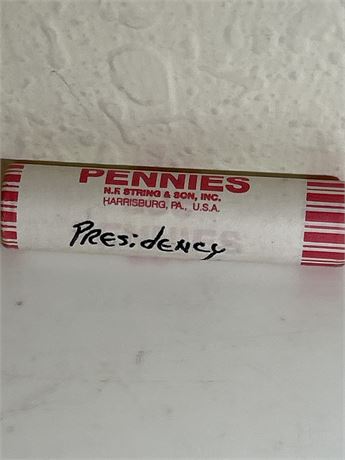 PENNIES
N.F. STRING & SON, INC.
HARRISBURG, PA., U.S.A.
PRESiDENCY